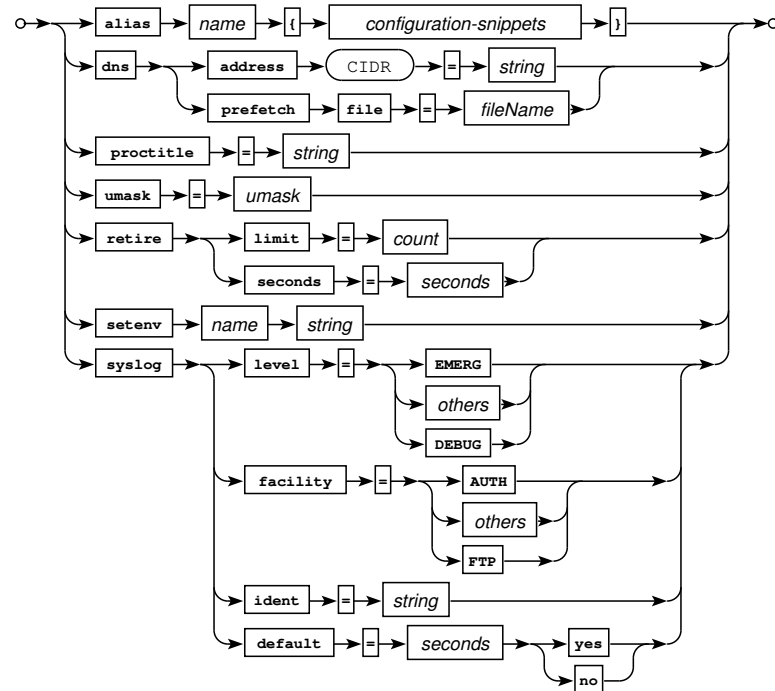 alias name { configuration-snippets }
dns address CIDR = string
prefetch file = fileName
proctitle = string
umask = umask
retire limit = count
seconds = seconds
setenv name string
syslog level = EMERG
others
DEBUG
facility = AUTH
others
FTP
ident = string
default = seconds yes
no